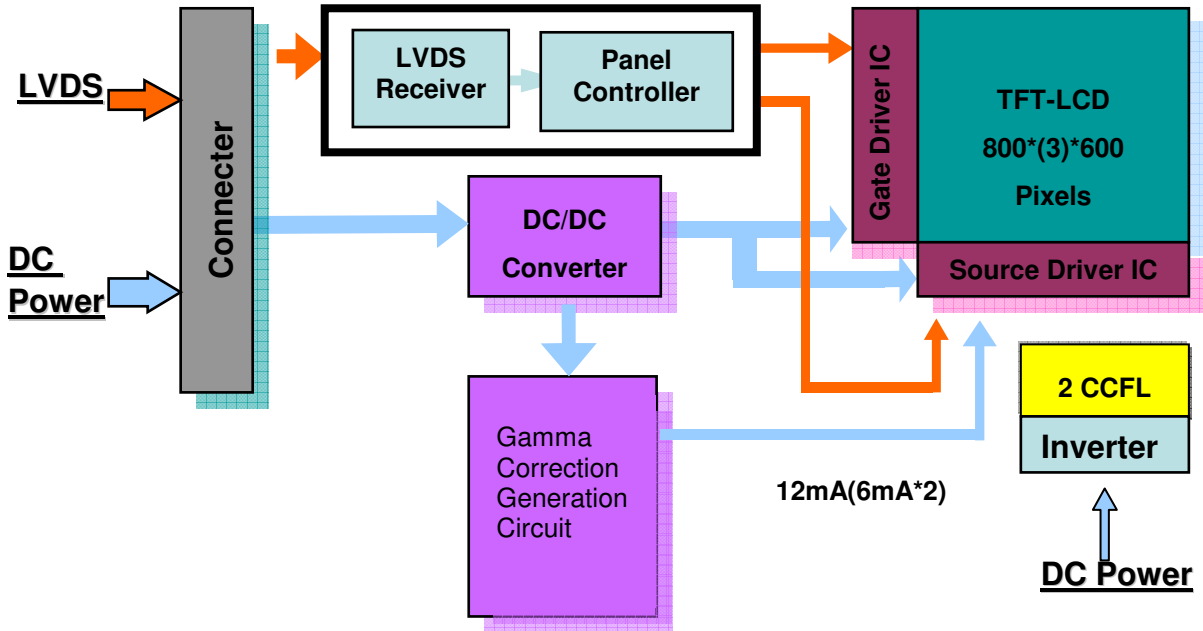 LVDS
DC
Power
Connecter
LVDS
Receiver
Panel
Controller
DC/DC
Converter
Gamma
Correction
Generation
Circuit
Gate Driver IC
TFT-LCD
800*(3)*600
Pixels
Source Driver IC
2 CCFL
Inverter
12mA(6mA*2)
DC Power